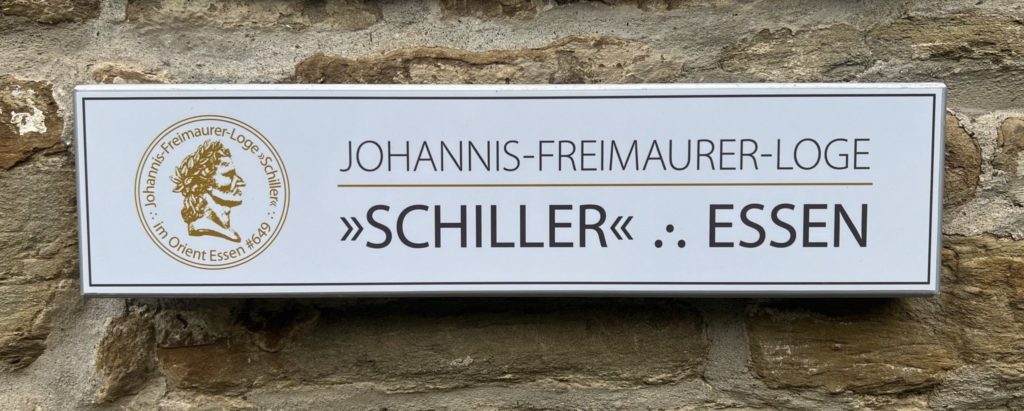 Johannis-Freimaurer-Loge »Schiller«
∴ Im Orient Essen #649 ∴
JOHANNIS-FREIMAURER-LOGE
»SCHILLER« ∴ ESSEN